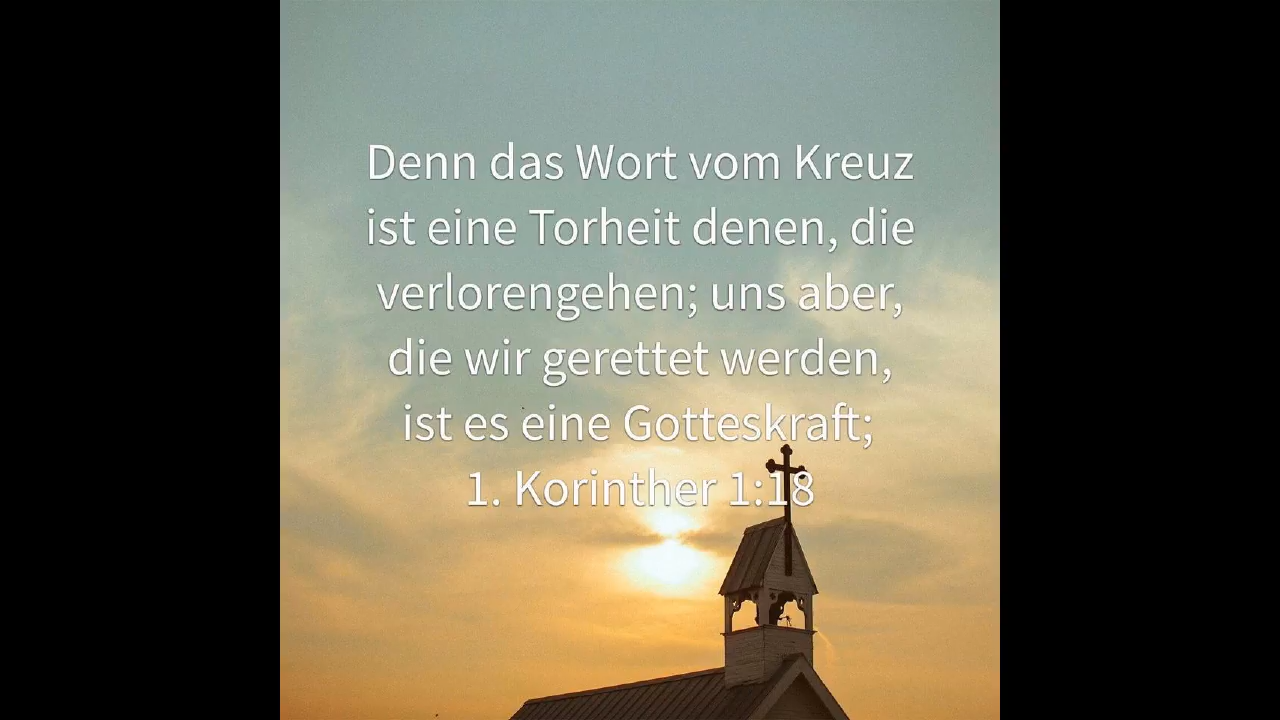 Denn das Wort vom Kreuz
ist eine Torheit denen, die
verlorengehen; uns aber,
die wir gerettet werden,
ist es eine Gotteskraft;
1. Korinther 1:18